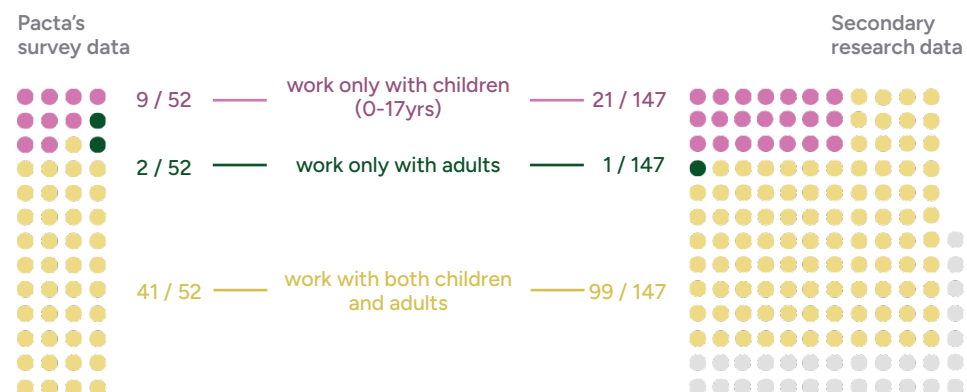 Pacta's
survey data
Secondary
research data
9 / 52
work only with children
(0-17yrs)
21 / 147
2 / 52
work only with adults
1 / 147
41 / 52
work with both children
and adults
99 / 147